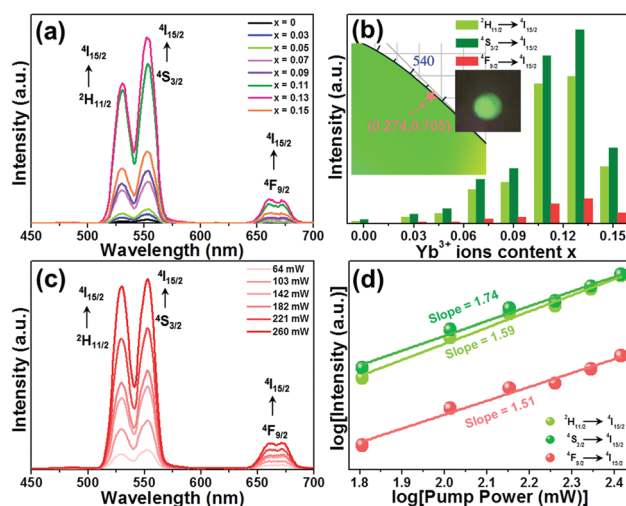 (a)
⁴I₁₅/₂
⁴I₁₅/₂
⁴S₃/₂
²H₁₁/₂
⁴I₁₅/₂
⁴F₉/₂
x = 0
x = 0.03
x = 0.05
x = 0.07
x = 0.09
x = 0.11
x = 0.13
x = 0.15
Intensity (a.u.)
450 500 550 600 650 700
Wavelength (nm)
(b)
²H₁₁/₂→⁴I₁₅/₂
⁴S₃/₂→⁴I₁₅/₂
⁴F₉/₂→⁴I₁₅/₂
540
(0.274,0.705)
Intensity (a.u.)
0.00 0.03 0.06 0.09 0.12 0.15
Yb³⁺ ions content x
(c)
⁴I₁₅/₂
⁴I₁₅/₂
⁴S₃/₂
²H₁₁/₂
⁴I₁₅/₂
⁴F₉/₂
64 mW
103 mW
142 mW
182 mW
221 mW
260 mW
Intensity (a.u.)
450 500 550 600 650 700
Wavelength (nm)
(d)
Slope = 1.74
Slope = 1.59
Slope = 1.51
²H₁₁/₂→⁴I₁₅/₂
⁴S₃/₂→⁴I₁₅/₂
⁴F₉/₂→⁴I₁₅/₂
log[Intensity (a.u.)]
1.8 1.9 2.0 2.1 2.2 2.3 2.4
log[Pump Power (mW)]